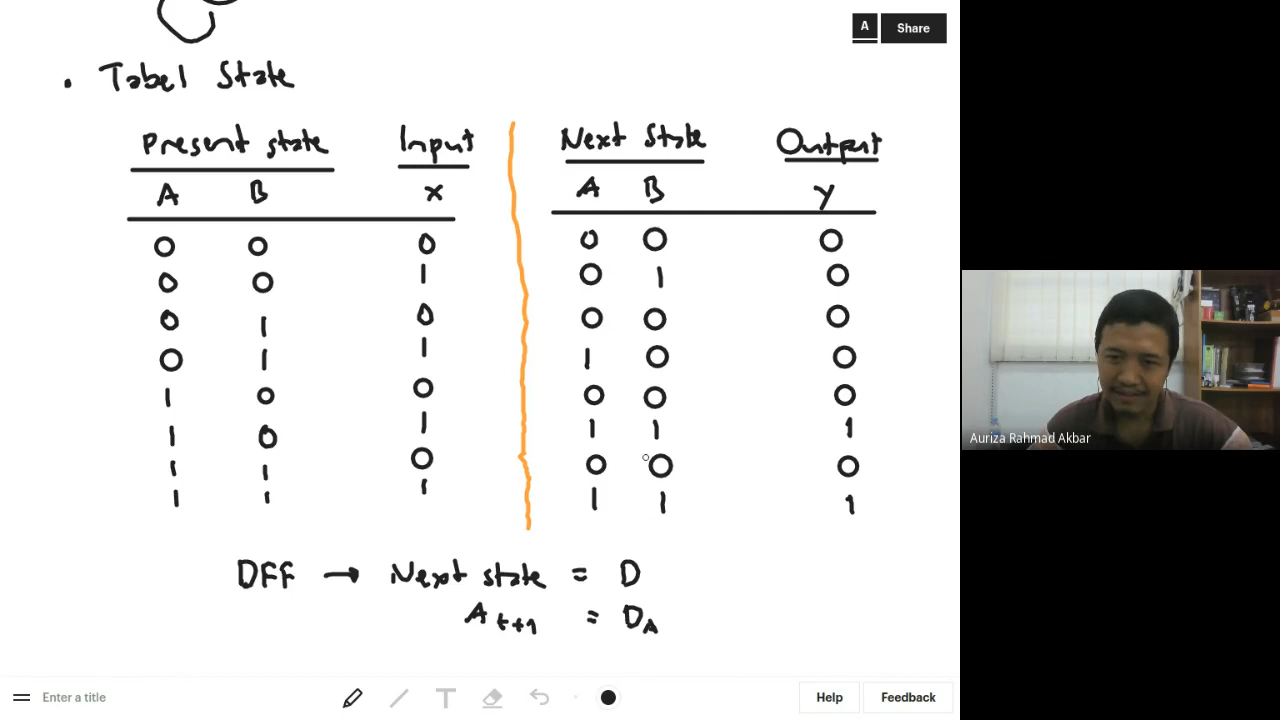 A Share
• Tabel State
Present state Input Next State Output
A B x A B y
0 0 0 0 0 0
0 0 1 0 1 0
0 1 0 0 0 0
0 1 1 1 0 0
1 0 0 0 0 0
1 0 1 1 1 1
1 1 0 0 0 0
1 1 1 1 1 1
DFF → Next state = D
A t+1 = DA
Auriza Rahmad Akbar
Enter a title T Help Feedback